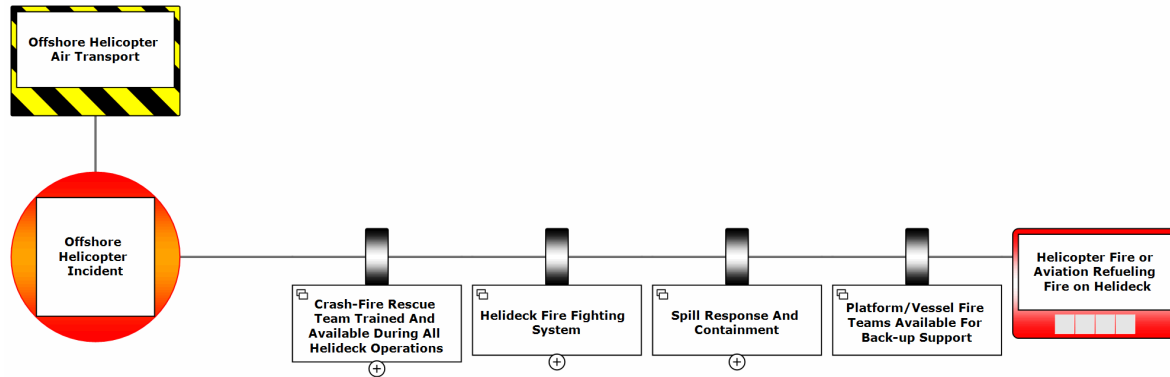 Offshore Helicopter
Air Transport
Offshore
Helicopter
Incident
Crash-Fire Rescue
Team Trained And
Available During All
Helideck Operations
Helideck Fire Fighting
System
Spill Response And
Containment
Platform/Vessel Fire
Teams Available For
Back-up Support
Helicopter Fire or
Aviation Refueling
Fire on Helideck